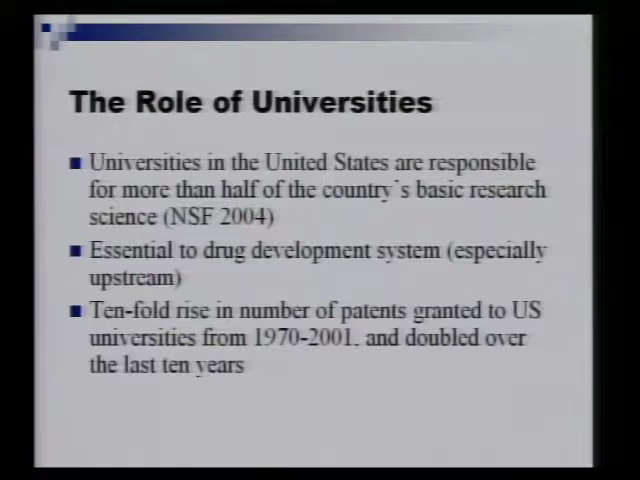 The Role of Universities
Universities in the United States are responsible
for more than half of the country's basic research
science (NSF 2004)
Essential to drug development system (especially
upstream)
Ten-fold rise in number of patents granted to US
universities from 1970-2001, and doubled over
the last ten years